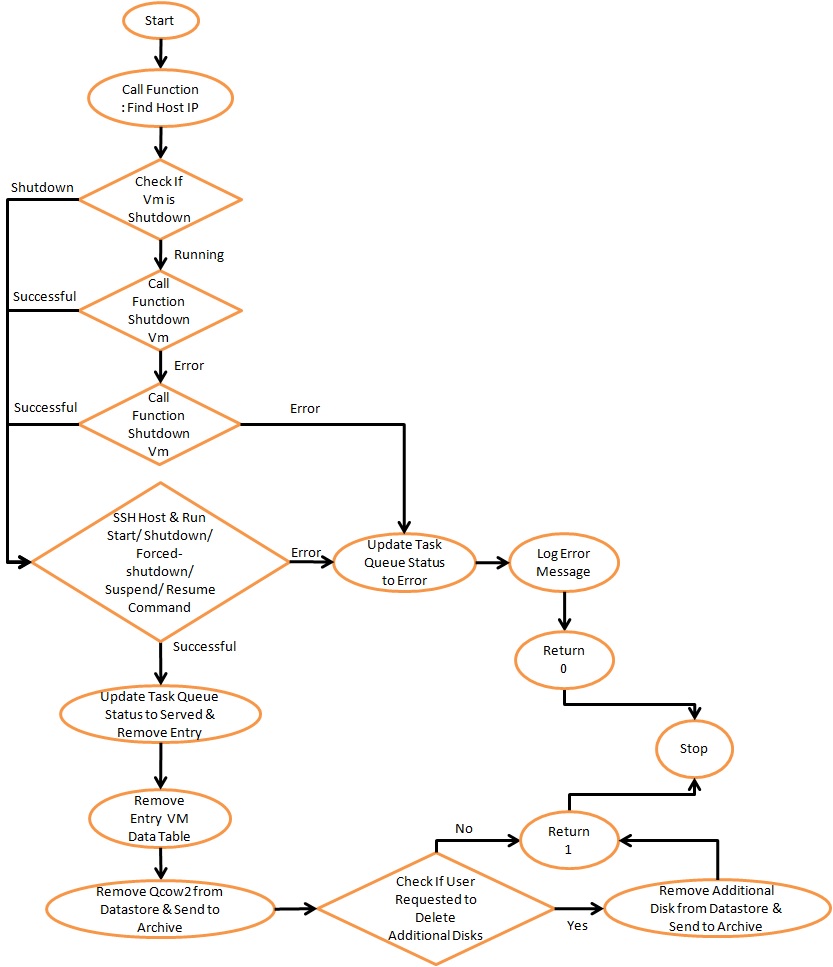 Start
Call Function
: Find Host IP
Check If
Vm is
Shutdown
Shutdown
Running
Call
Function
Shutdown
Vm
Successful
Error
Call
Function
Shutdown
Vm
Successful
Error
SSH Host & Run
Start/ Shutdown/
Forced-
shutdown/
Suspend/ Resume
Command
Error
Update Task
Queue Status
to Error
Log Error
Message
Return
0
Stop
Successful
Update Task Queue
Status to Served &
Remove Entry
Remove
Entry VM
Data Table
Remove Qcow2 from
Datastore & Send to
Archive
Check If User
Requested to
Delete
Additional Disks
No
Return
1
Yes
Remove Additional
Disk from Datastore &
Send to Archive